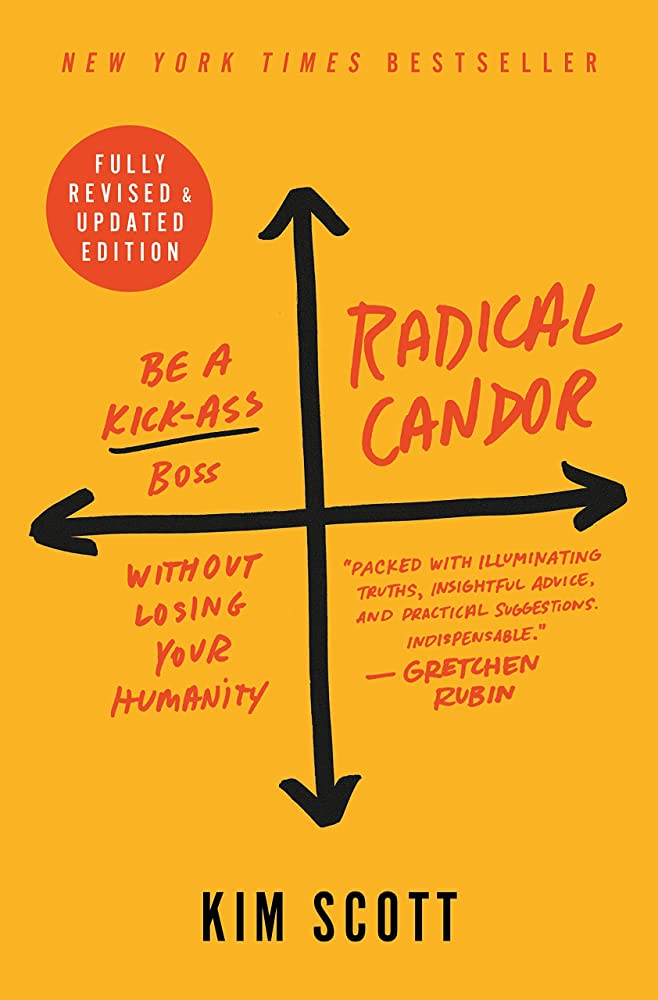 NEW YORK TIMES BESTSELLER
FULLY
REVISED &
UPDATED
EDITION
BE A
KICK-ASS
BOSS
RADICAL
CANDOR
WITHOUT
LOSING
YOUR
HUMANITY
"PACKED WITH ILLUMINATING
TRUTHS, INSIGHTFUL ADVICE,
AND PRACTICAL SUGGESTIONS.
INDISPENSABLE."
— GRETCHEN
RUBIN
KIM SCOTT